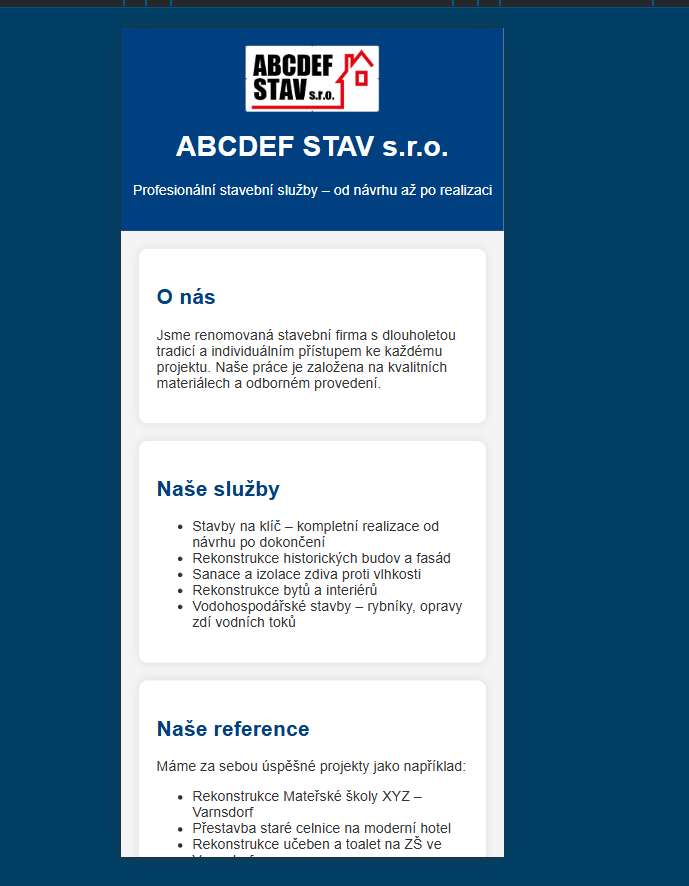 ABCDEF
STAV s.r.o.
ABCDEF STAV s.r.o.
Profesionální stavební služby – od návrhu až po realizaci
O nás
Jsme renomovaná stavební firma s dlouholetou
tradicí a individuálním přístupem ke každému
projektu. Naše práce je založena na kvalitních
materiálech a odborném provedení.
Naše služby
• Stavby na klíč – kompletní realizace od
návrhu po dokončení
• Rekonstrukce historických budov a fasád
• Sanace a izolace zdiva proti vlhkosti
• Rekonstrukce bytů a interiérů
• Vodohospodářské stavby – rybníky, opravy
zdí vodních toků
Naše reference
Máme za sebou úspěšné projekty jako například:
• Rekonstrukce Mateřské školy XYZ –
Varnsdorf
• Přestavba staré celnice na moderní hotel
• Rekonstrukce učeben a toalet na ZŠ ve